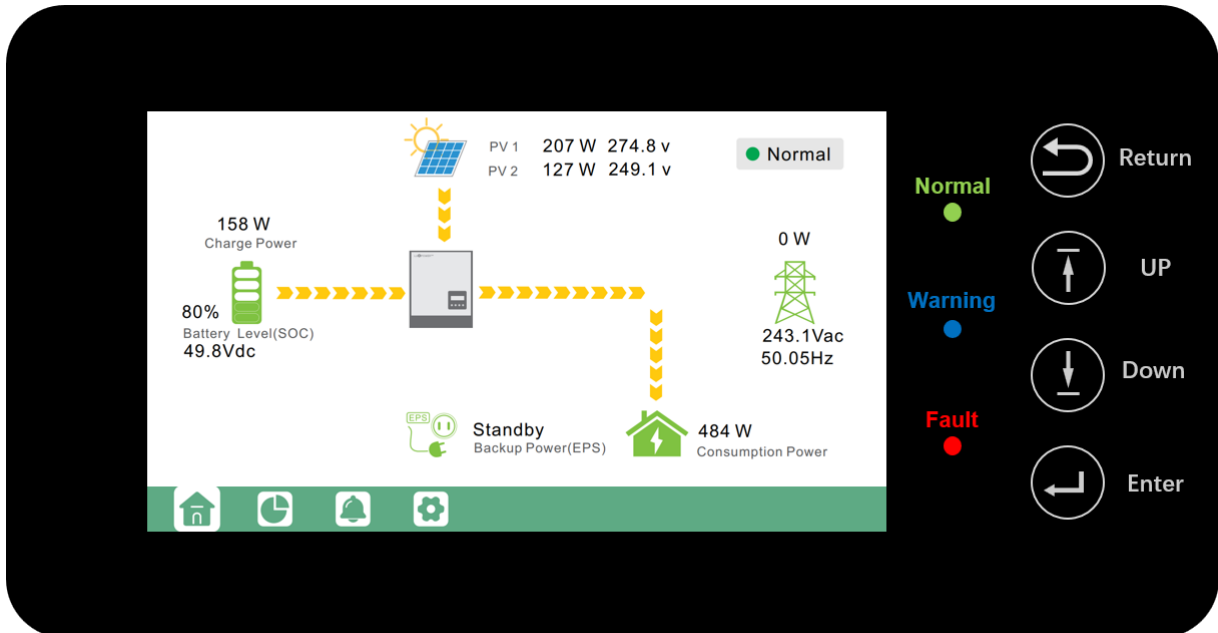 PV 1 207 W 274.8 v
PV 2 127 W 249.1 v
Normal
158 W
Charge Power
80%
Battery Level(SOC)
49.8Vdc
0 W
243.1Vac
50.05Hz
EPS
Standby
Backup Power(EPS)
484 W
Consumption Power
Normal
Warning
Fault
Return
UP
Down
Enter